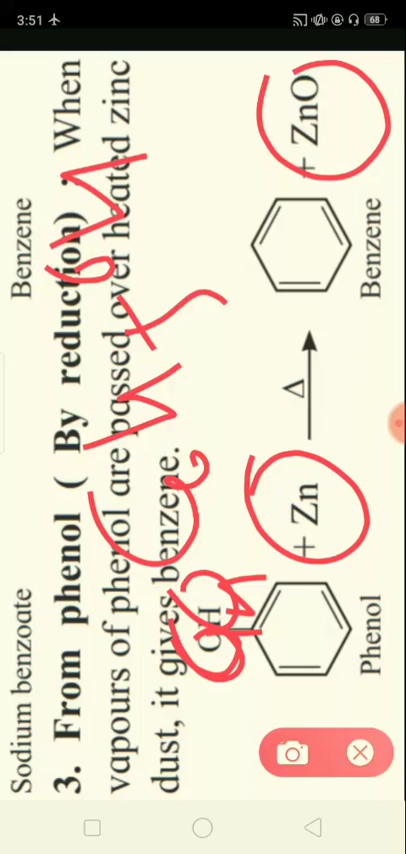 3:51
68
Sodium benzoate Benzene
3. From phenol ( By reduction) : When
vapours of phenol are passed over heated zinc
dust, it gives benzene.
OH
+ Zn Δ + ZnO
Phenol Benzene